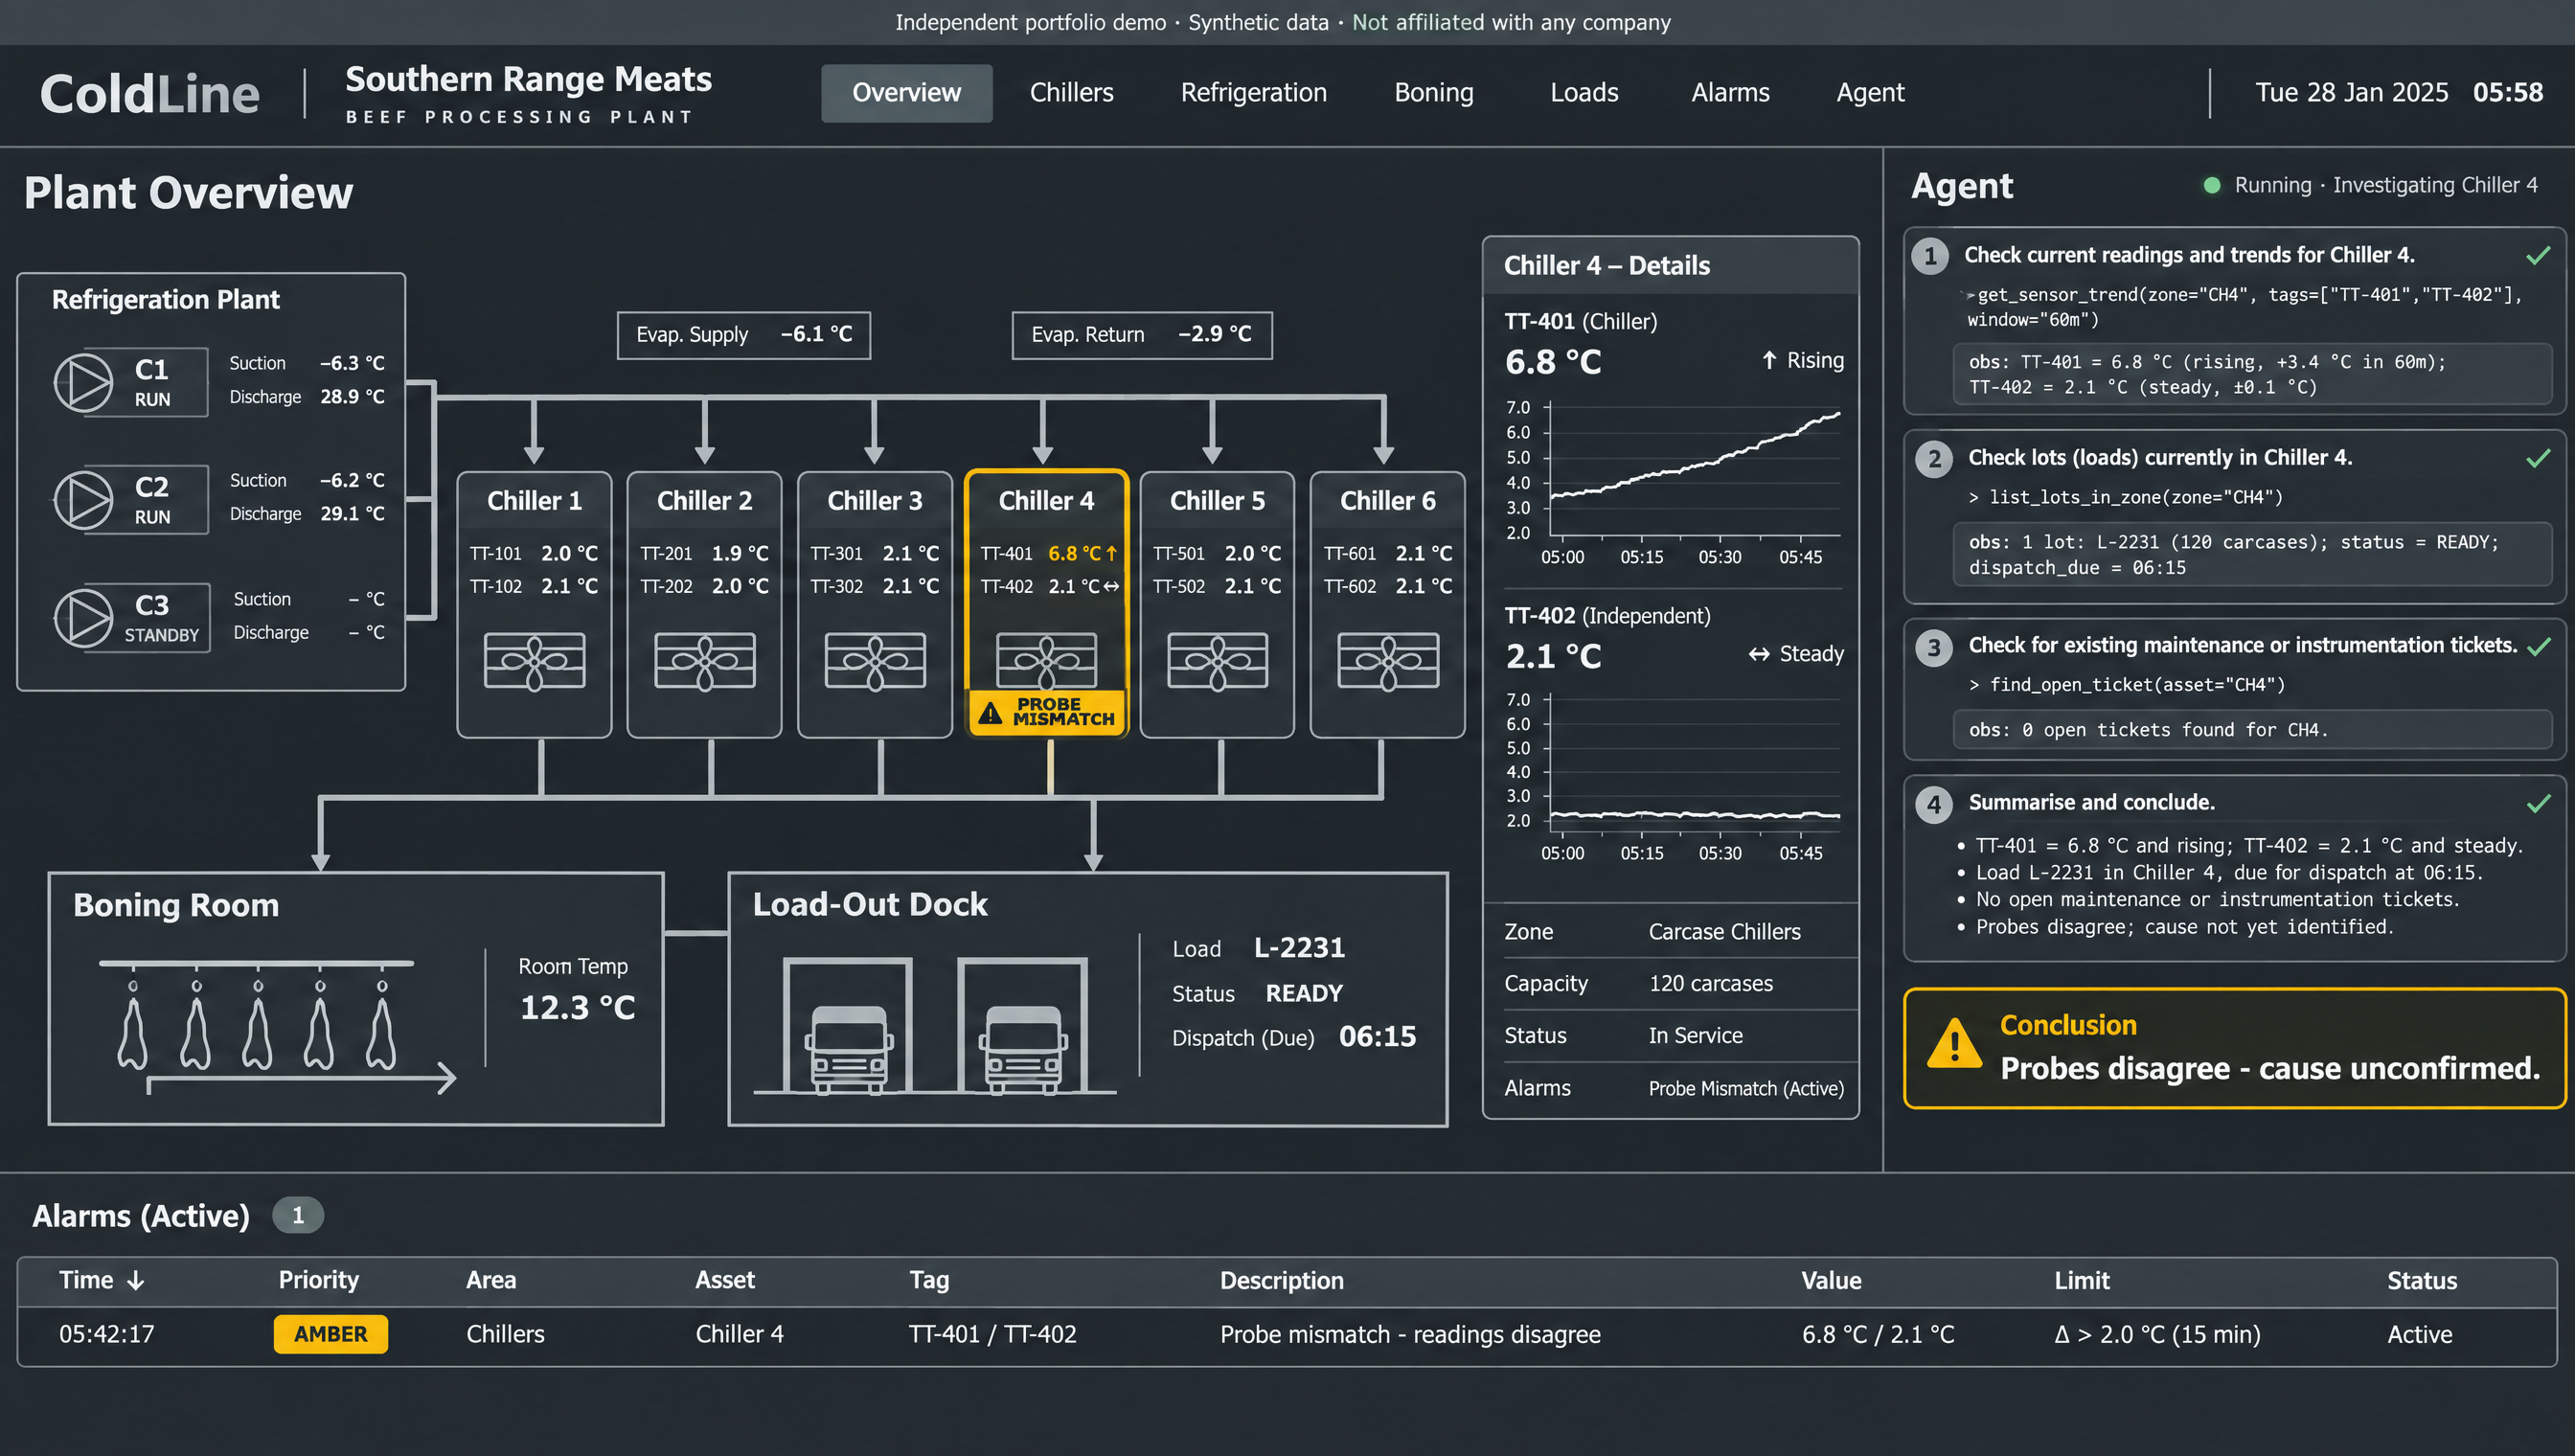 Independent portfolio demo · Synthetic data · Not affiliated with any company
ColdLine
Southern Range Meats
BEEF PROCESSING PLANT
Overview
Chillers
Refrigeration
Boning
Loads
Alarms
Agent
Tue 28 Jan 2025 05:58
Plant Overview
Refrigeration Plant
C1
RUN
Suction −6.3 °C
Discharge 28.9 °C
C2
RUN
Suction −6.2 °C
Discharge 29.1 °C
C3
STANDBY
Suction – °C
Discharge – °C
Evap. Supply −6.1 °C
Evap. Return −2.9 °C
Chiller 1
TT-101 2.0 °C
TT-102 2.1 °C
Chiller 2
TT-201 1.9 °C
TT-202 2.0 °C
Chiller 3
TT-301 2.1 °C
TT-302 2.1 °C
Chiller 4
TT-401 6.8 °C ↑
TT-402 2.1 °C ↔
PROBE
MISMATCH
Chiller 5
TT-501 2.0 °C
TT-502 2.1 °C
Chiller 6
TT-601 2.1 °C
TT-602 2.1 °C
Boning Room
Room Temp
12.3 °C
Load-Out Dock
Load L-2231
Status READY
Dispatch (Due) 06:15
Chiller 4 – Details
TT-401 (Chiller)
6.8 °C ↑ Rising
7.0
6.0
5.0
4.0
3.0
2.0
05:00 05:15 05:30 05:45
TT-402 (Independent)
2.1 °C ↔ Steady
7.0
6.0
5.0
4.0
3.0
2.0
05:00 05:15 05:30 05:45
Zone Carcase Chillers
Capacity 120 carcases
Status In Service
Alarms Probe Mismatch (Active)
Agent
Running · Investigating Chiller 4
1 Check current readings and trends for Chiller 4.
>get_sensor_trend(zone="CH4", tags=["TT-401","TT-402"],
window="60m")
obs: TT-401 = 6.8 °C (rising, +3.4 °C in 60m);
TT-402 = 2.1 °C (steady, ±0.1 °C)
2 Check lots (loads) currently in Chiller 4.
> list_lots_in_zone(zone="CH4")
obs: 1 lot: L-2231 (120 carcases); status = READY;
dispatch_due = 06:15
3 Check for existing maintenance or instrumentation tickets.
> find_open_ticket(asset="CH4")
obs: 0 open tickets found for CH4.
4 Summarise and conclude.
• TT-401 = 6.8 °C and rising; TT-402 = 2.1 °C and steady.
• Load L-2231 in Chiller 4, due for dispatch at 06:15.
• No open maintenance or instrumentation tickets.
• Probes disagree; cause not yet identified.
Conclusion
Probes disagree - cause unconfirmed.
Alarms (Active) 1
Time ↓ Priority Area Asset Tag Description Value Limit Status
05:42:17 AMBER Chillers Chiller 4 TT-401 / TT-402 Probe mismatch - readings disagree 6.8 °C / 2.1 °C Δ > 2.0 °C (15 min) Active